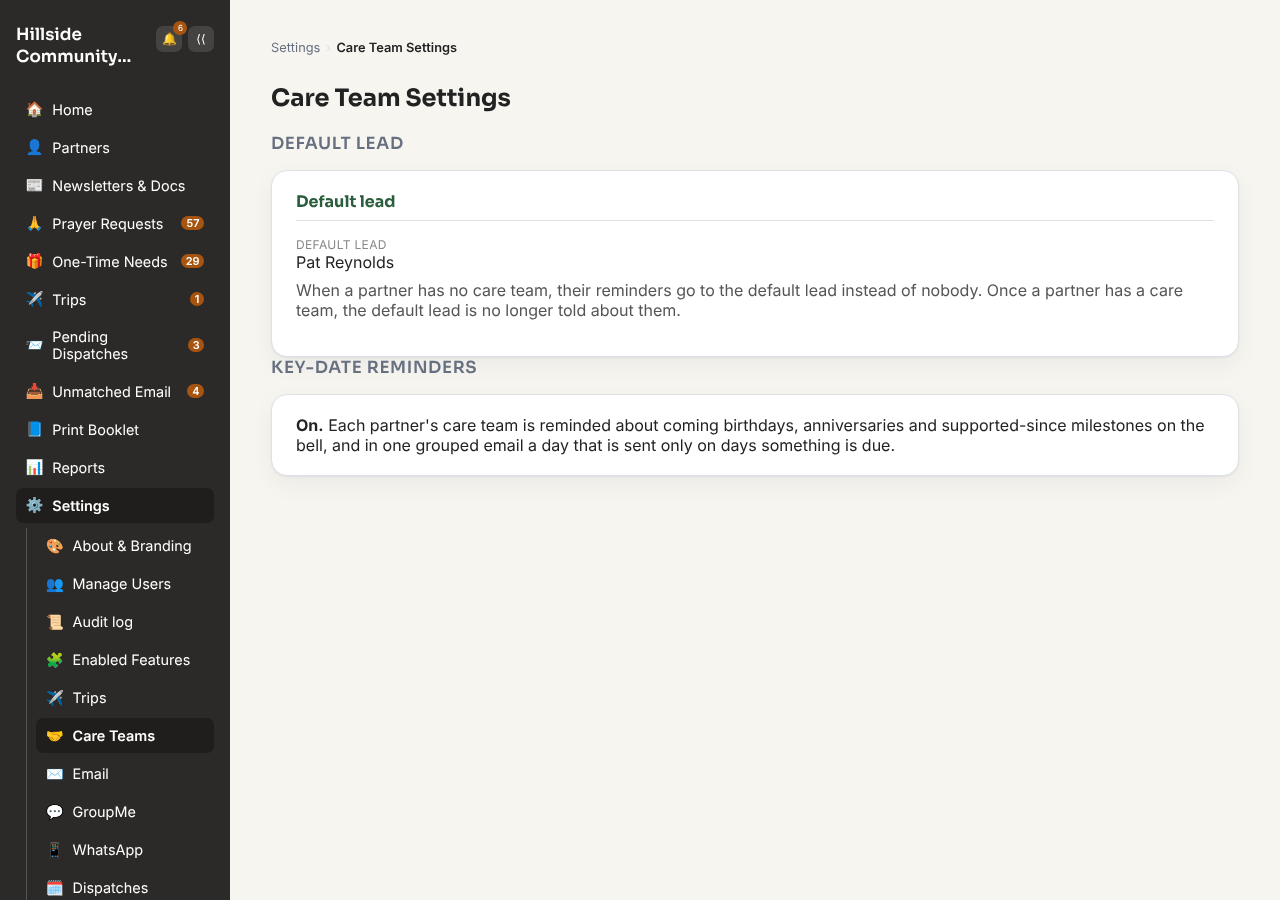 Hillside
Community...
6
⟨⟨
Home
Partners
Newsletters & Docs
Prayer Requests 57
One-Time Needs 29
Trips 1
Pending
Dispatches 3
Unmatched Email 4
Print Booklet
Reports
Settings
About & Branding
Manage Users
Audit log
Enabled Features
Trips
Care Teams
Email
GroupMe
WhatsApp
Dispatches
Settings › Care Team Settings
Care Team Settings
DEFAULT LEAD
Default lead
DEFAULT LEAD
Pat Reynolds
When a partner has no care team, their reminders go to the default lead instead of nobody. Once a partner has a care
team, the default lead is no longer told about them.
KEY-DATE REMINDERS
On. Each partner's care team is reminded about coming birthdays, anniversaries and supported-since milestones on the
bell, and in one grouped email a day that is sent only on days something is due.